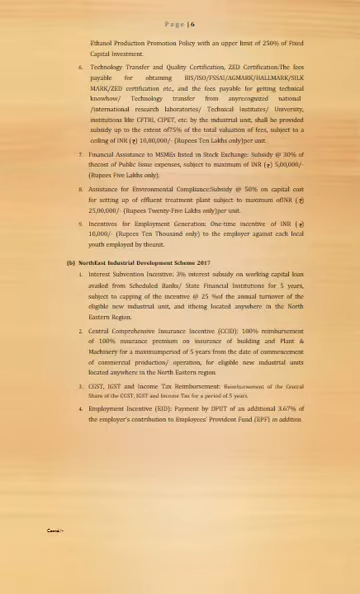 Page | 6
Ethanol Production Promotion Policy with an upper limit of 250% of Fixed
Capital Investment.
6. Technology Transfer and Quality Certification, ZED Certification:The fees
payable for obtaining BIS/ISO/FSSAI/AGMARK/HALLMARK/SILK
MARK/ZED certification etc., and the fees payable for getting technical
knowhow/ Technology transfer from anyrecognized national
/international research laboratories/ Technical Institutes/ University,
institutions like CFTRI, CIPET, etc. by the industrial unit, shall be provided
subsidy up to the extent of75% of the total valuation of fees, subject to a
ceiling of INR (₹) 10,00,000/- (Rupees Ten Lakhs only)per unit.
7. Financial Assistance to MSMEs listed in Stock Exchange: Subsidy @ 30% of
thecost of Public issue expenses, subject to maximum of INR (₹) 5,00,000/-
(Rupees Five Lakhs only).
8. Assistance for Environmental Compliance:Subsidy @ 50% on capital cost
for setting up of effluent treatment plant subject to maximum ofINR (₹)
25,00,000/- (Rupees Twenty-Five Lakhs only)per unit.
9. Incentives for Employment Generation: One-time incentive of INR (₹)
10,000/- (Rupees Ten Thousand only) to the employer against each local
youth employed by theunit.
(b) NorthEast Industrial Development Scheme 2017
1. Interest Subvention Incentive: 3% interest subsidy on working capital loan
availed from Scheduled Banks/ State Financial Institutions for 5 years,
subject to capping of the incentive @ 25 %of the annual turnover of the
eligible new industrial unit, and itbeing located anywhere in the North
Eastern Region.
2. Central Comprehensive Insurance Incentive (CCII): 100% reimbursement
of 100% insurance premium on insurance of building and Plant &
Machinery for a maximumperiod of 5 years from the date of commencement
of commercial production/ operation, for eligible new industrial units
located anywhere in the North Eastern region.
3. CGST, IGST and Income Tax Reimbursement: Reimbursement of the Central
Share of the CGST, IGST and Income Tax for a period of 5 years.
4. Employment Incentive (EII): Payment by DPIIT of an additional 3.67% of
the employer's contribution to Employees' Provident Fund (EPF) in addition
Contd.:-